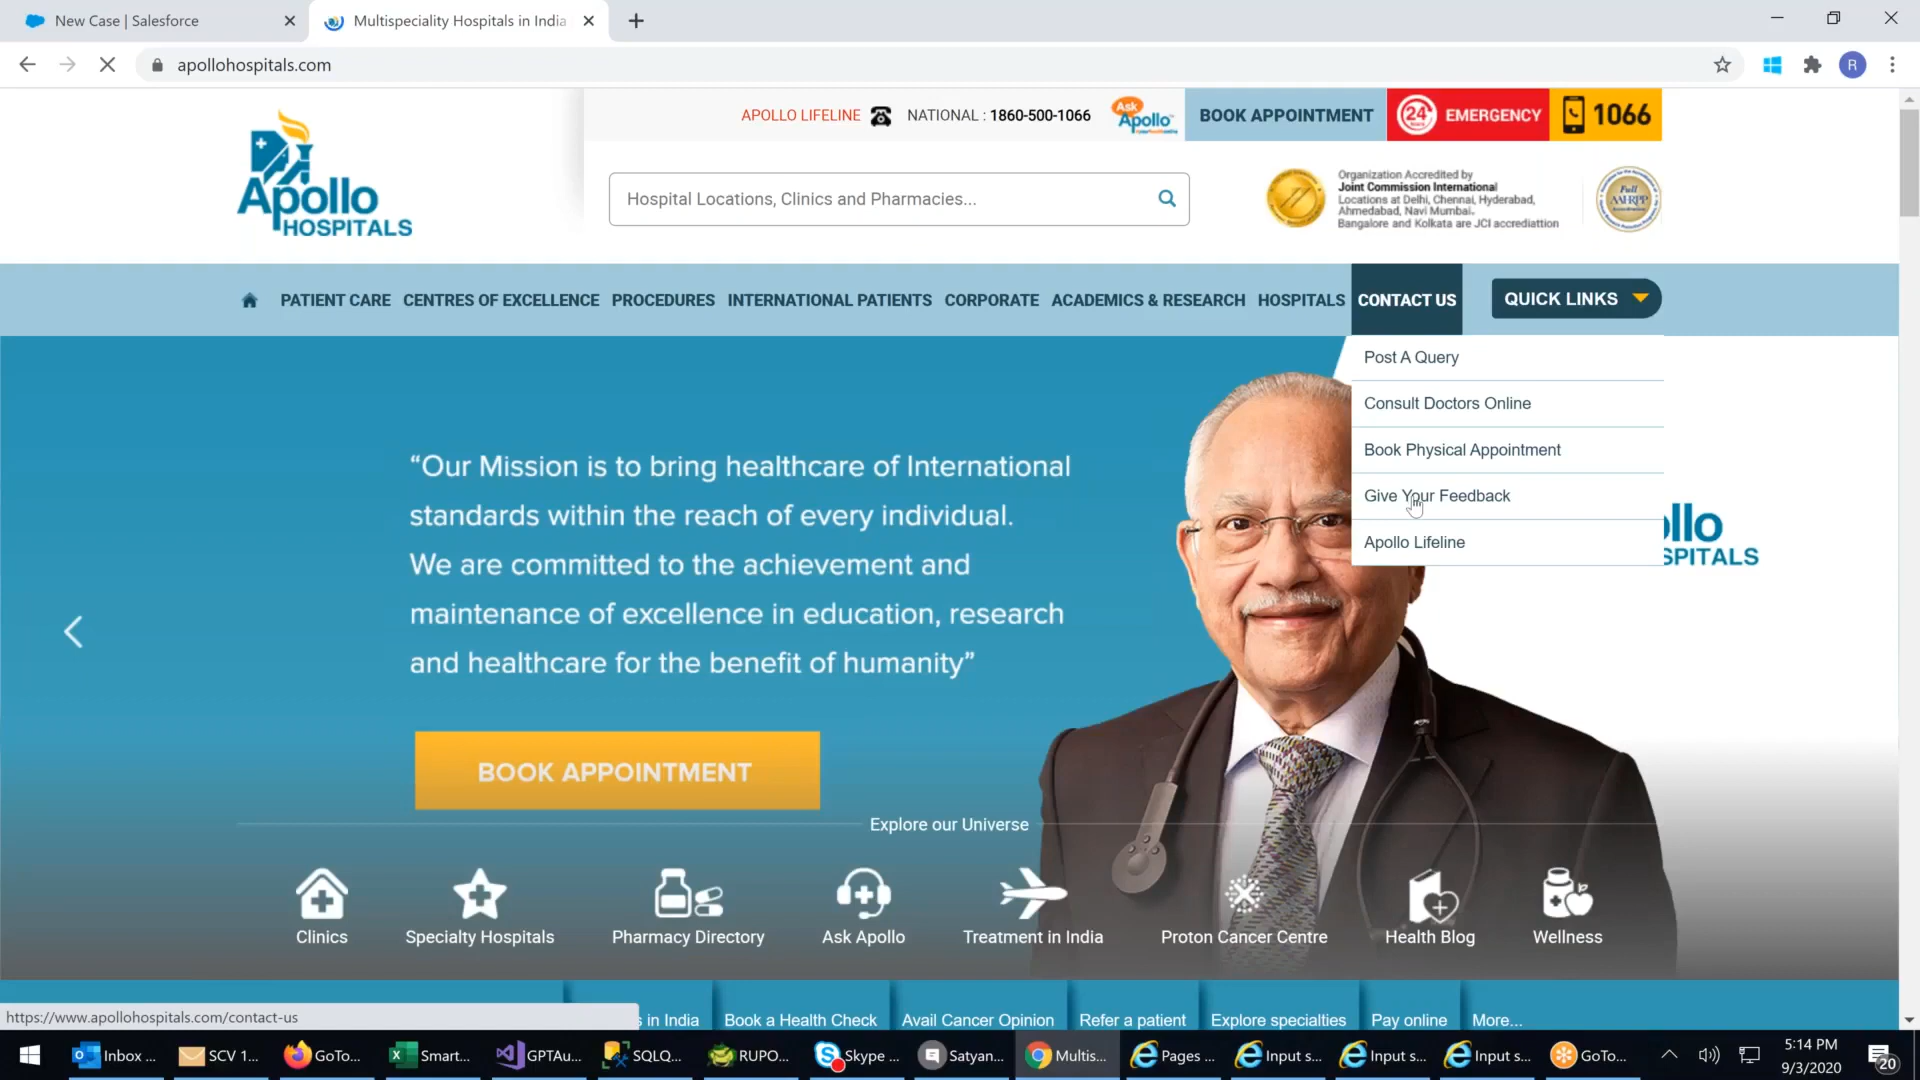 New Case | Salesforce
Multispeciality Hospitals in India
apollohospitals.com
R
APOLLO LIFELINE
NATIONAL : 1860-500-1066
Ask
Apollo
BOOK APPOINTMENT
24
EMERGENCY
1066
Apollo
HOSPITALS
Hospital Locations, Clinics and Pharmacies...
Organization Accredited by
Joint Commission International
Locations at Delhi, Chennai, Hyderabad,
Ahmedabad, Navi Mumbai,
Bangalore and Kolkata are JCI accrediattion
Full
AAHRPP
PATIENT CARE
CENTRES OF EXCELLENCE
PROCEDURES
INTERNATIONAL PATIENTS
CORPORATE
ACADEMICS & RESEARCH
HOSPITALS
CONTACT US
QUICK LINKS
Post A Query
Consult Doctors Online
Book Physical Appointment
Give Your Feedback
Apollo Lifeline
llo
SPITALS
“Our Mission is to bring healthcare of International
standards within the reach of every individual.
We are committed to the achievement and
maintenance of excellence in education, research
and healthcare for the benefit of humanity”
BOOK APPOINTMENT
Explore our Universe
Clinics
Specialty Hospitals
Pharmacy Directory
Ask Apollo
Treatment in India
Proton Cancer Centre
Health Blog
Wellness
s in India
Book a Health Check
Avail Cancer Opinion
Refer a patient
Explore specialties
Pay online
More...
https://www.apollohospitals.com/contact-us
Inbox ...
SCV 1...
GoTo...
Smart...
GPTAu...
SQLQ...
RUPO...
Skype ...
Satyan...
Multis...
Pages ...
Input s...
Input s...
Input s...
GoTo...
5:14 PM
9/3/2020
20